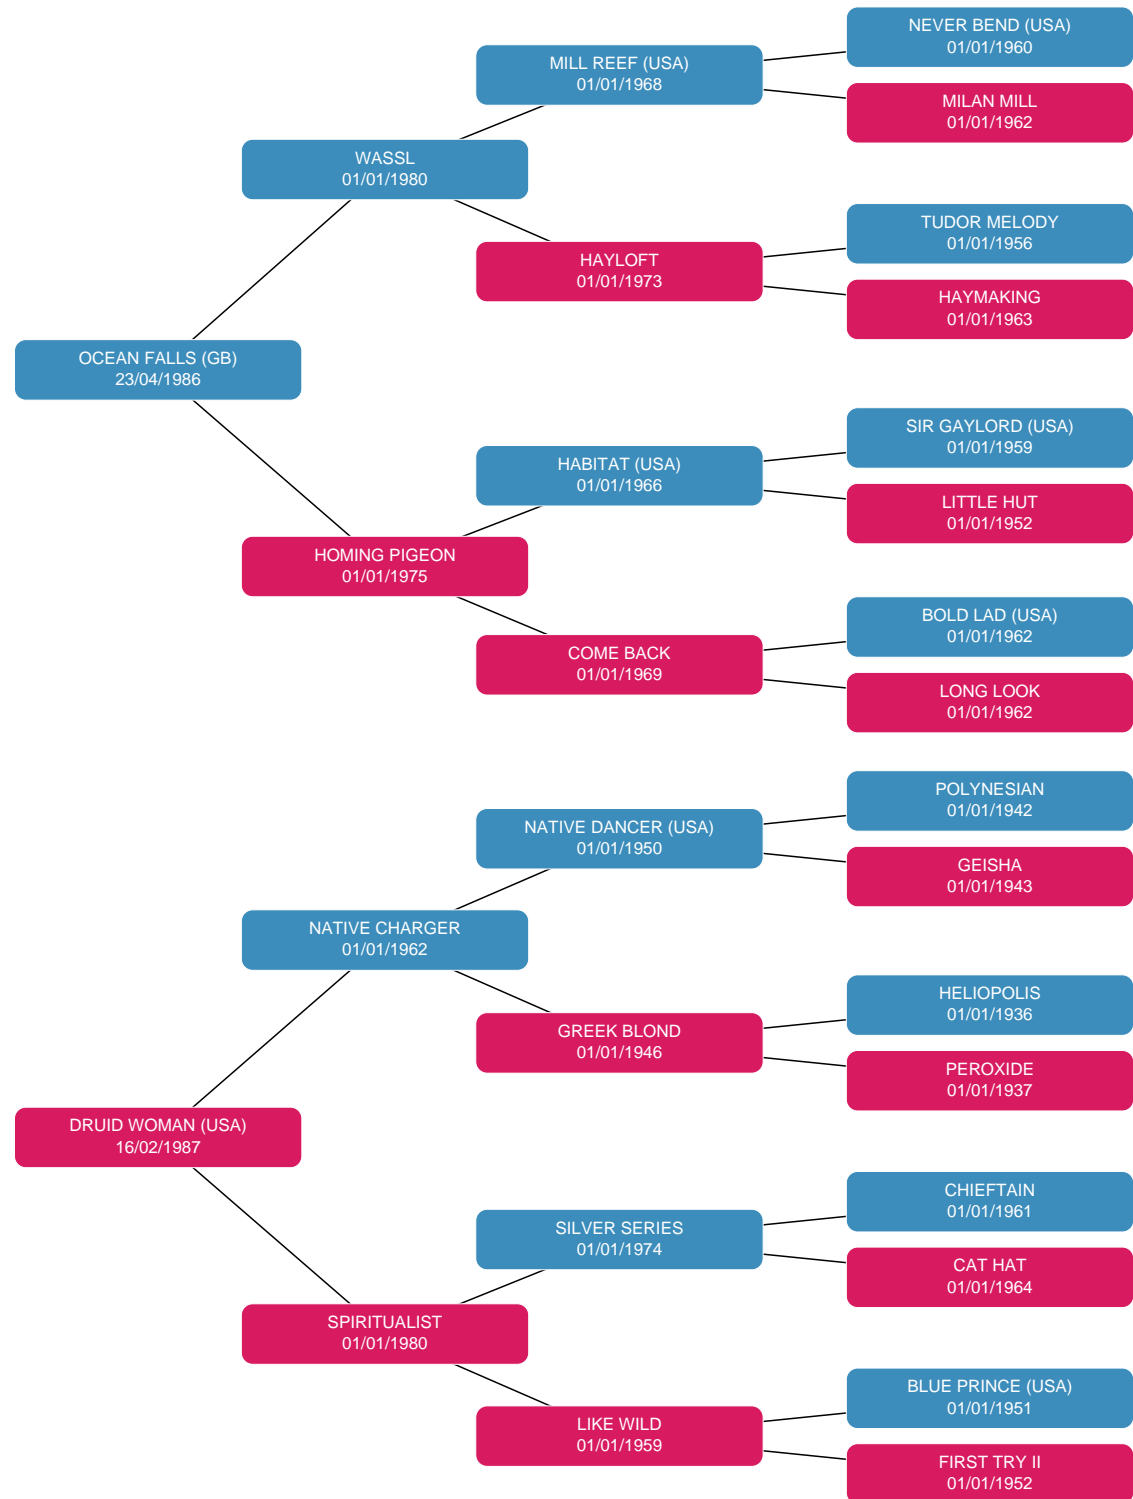 NEVER BEND (USA)
01/01/1960
MILL REEF (USA)
01/01/1968
MILAN MILL
01/01/1962
WASSL
01/01/1980
TUDOR MELODY
01/01/1956
HAYLOFT
01/01/1973
HAYMAKING
01/01/1963
OCEAN FALLS (GB)
23/04/1986
SIR GAYLORD (USA)
01/01/1959
HABITAT (USA)
01/01/1966
LITTLE HUT
01/01/1952
HOMING PIGEON
01/01/1975
BOLD LAD (USA)
01/01/1962
COME BACK
01/01/1969
LONG LOOK
01/01/1962
POLYNESIAN
01/01/1942
NATIVE DANCER (USA)
01/01/1950
GEISHA
01/01/1943
NATIVE CHARGER
01/01/1962
HELIOPOLIS
01/01/1936
GREEK BLOND
01/01/1946
PEROXIDE
01/01/1937
DRUID WOMAN (USA)
16/02/1987
CHIEFTAIN
01/01/1961
SILVER SERIES
01/01/1974
CAT HAT
01/01/1964
SPIRITUALIST
01/01/1980
BLUE PRINCE (USA)
01/01/1951
LIKE WILD
01/01/1959
FIRST TRY II
01/01/1952